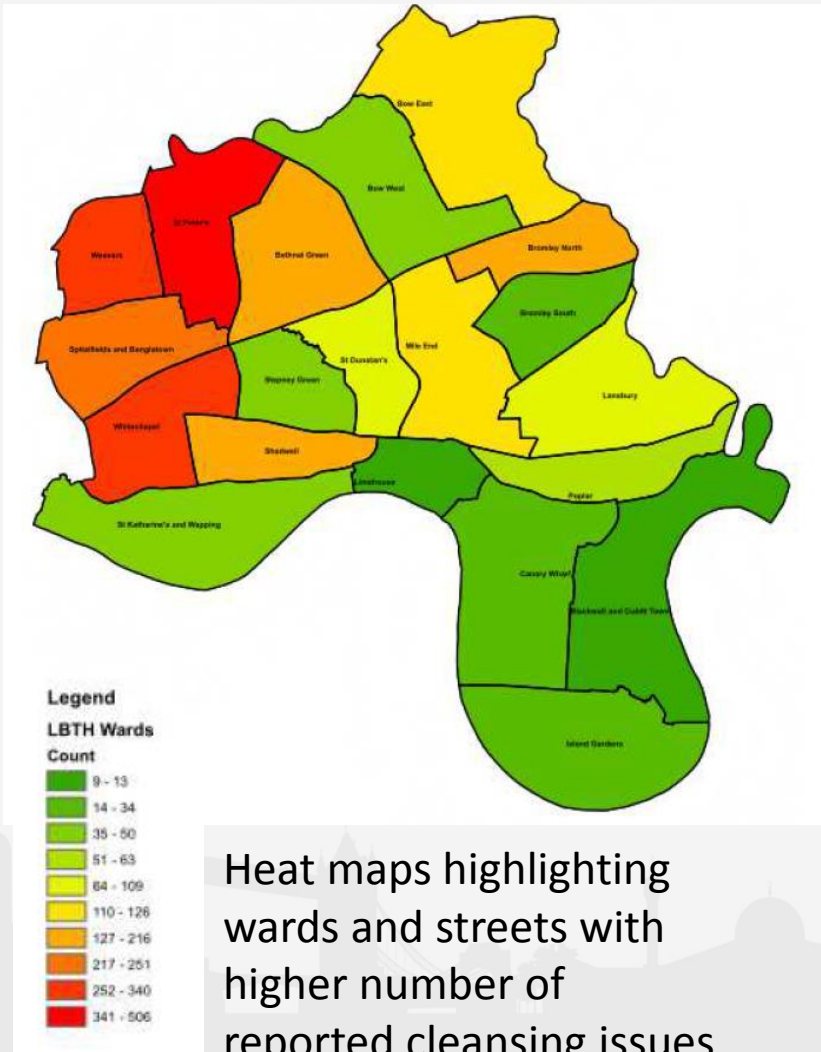 Bow East
Bow West
St Peter's
Weavers
Bethnal Green
Bromley North
Bromley South
Spitalfields and Banglatown
Mile End
St Dunstan's
Stepney Green
Lansbury
Whitechapel
Shadwell
Limehouse
Poplar
St Katharine's and Wapping
Canary Wharf
Blackwall and Cubitt Town
Island Gardens
Legend
LBTH Wards
Count
9 - 13
14 - 34
35 - 50
51 - 63
64 - 109
110 - 126
127 - 216
217 - 251
252 - 340
341 - 506
Heat maps highlighting
wards and streets with
higher number of
reported cleansing issues